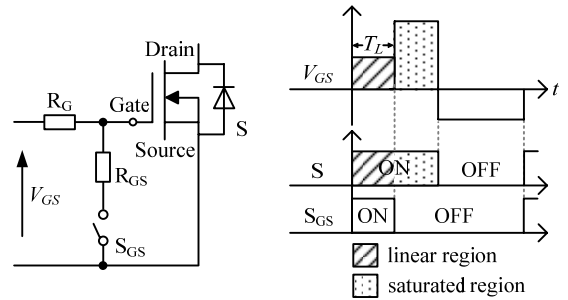 Drain
R_G
Gate
S
Source
R_GS
V_GS
S_GS
T_L
V_GS
t
S
ON
OFF
S_GS
ON
OFF
linear region
saturated region